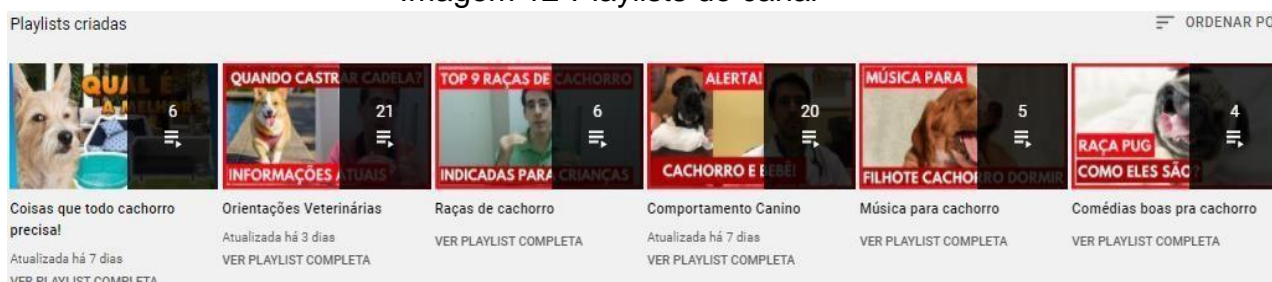 Imagem 12-Playlists do canal
Playlists criadas
ORDENAR PO
QUAL É
A MELHOR
6
QUANDO CASTRAR CADELA?
21
INFORMAÇÕES ATUAIS
TOP 9 RAÇAS DE CACHORRO
6
INDICADAS PARA CRIANÇAS
ALERTA!
20
CACHORRO E BEBÊ!
MÚSICA PARA
5
FILHOTE CACHORRO DORMIR
4
RAÇA PUG
COMO ELES SÃO?
Coisas que todo cachorro
precisa!
Atualizada há 7 dias
VER PLAYLIST COMPLETA
Orientações Veterinárias
Atualizada há 3 dias
VER PLAYLIST COMPLETA
Raças de cachorro
VER PLAYLIST COMPLETA
Comportamento Canino
Atualizada há 7 dias
VER PLAYLIST COMPLETA
Música para cachorro
VER PLAYLIST COMPLETA
Comédias boas pra cachorro
VER PLAYLIST COMPLETA